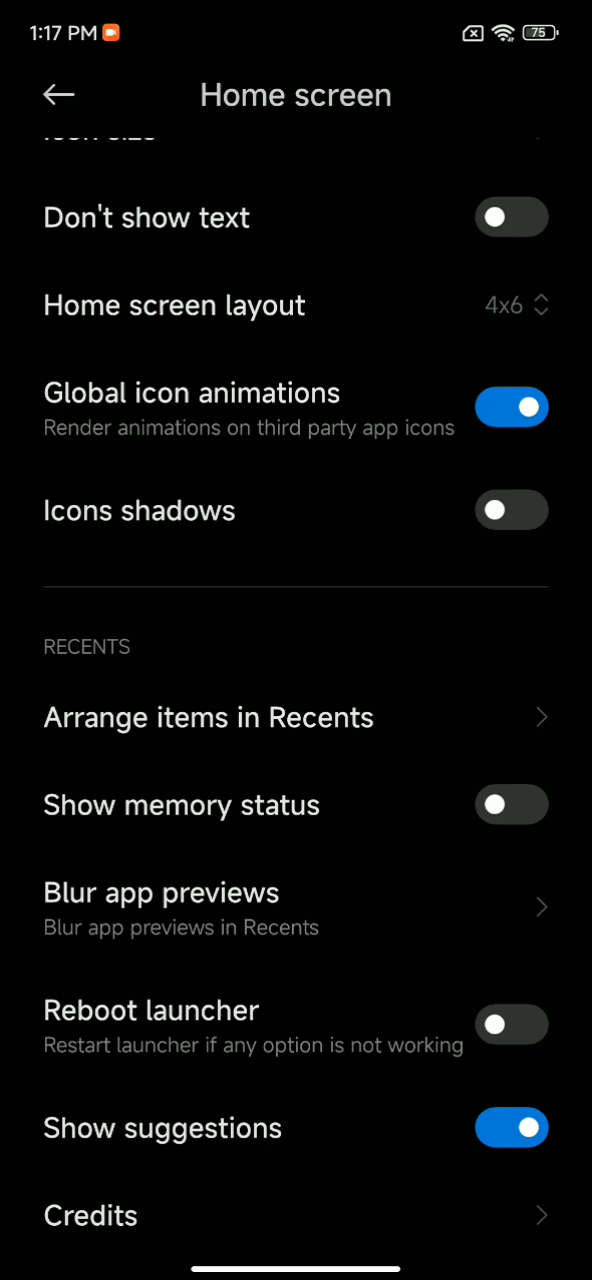 1:17 PM
75
Home screen
Don't show text
Home screen layout
4x6
Global icon animations
Render animations on third party app icons
Icons shadows
RECENTS
Arrange items in Recents
Show memory status
Blur app previews
Blur app previews in Recents
Reboot launcher
Restart launcher if any option is not working
Show suggestions
Credits